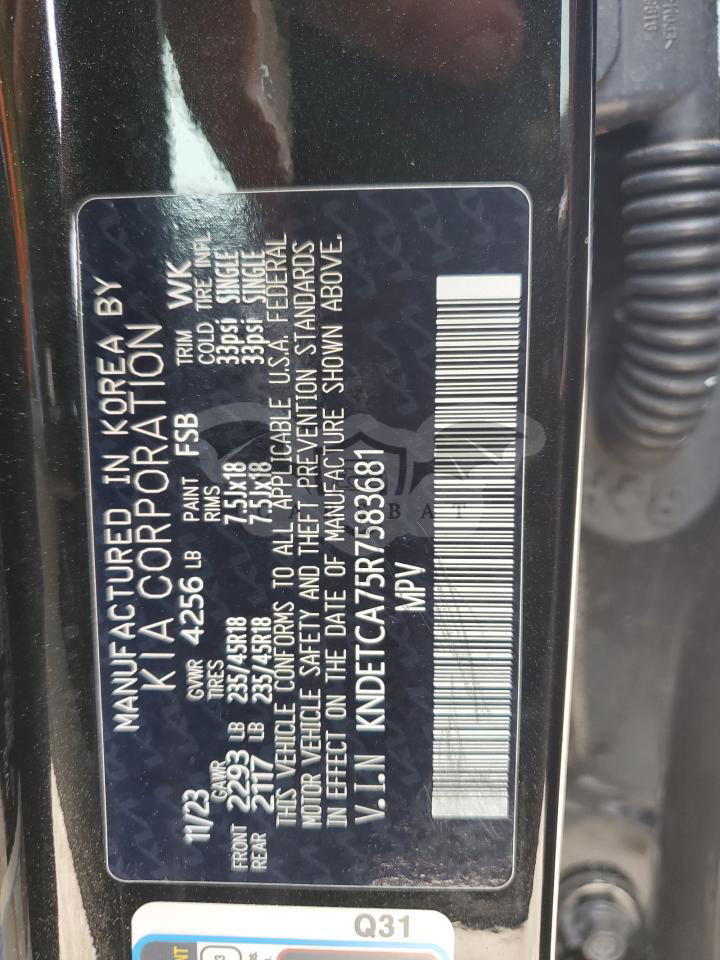 MANUFACTURED IN KOREA BY
KIA CORPORATION
11/23 GVWR 4256 LB PAINT FSB TRIM WK
GAWR TIRES RIMS COLD TIRE INFL.
FRONT 2293 LB 235/45R18 7.5Jx18 33psi SINGLE
REAR 2117 LB 235/45R18 7.5Jx18 33psi SINGLE
THIS VEHICLE CONFORMS TO ALL APPLICABLE U.S.A. FEDERAL
MOTOR VEHICLE SAFETY AND THEFT PREVENTION STANDARDS
IN EFFECT ON THE DATE OF MANUFACTURE SHOWN ABOVE.
V.I.N KNDETCA75R7583681
MPV
Q31